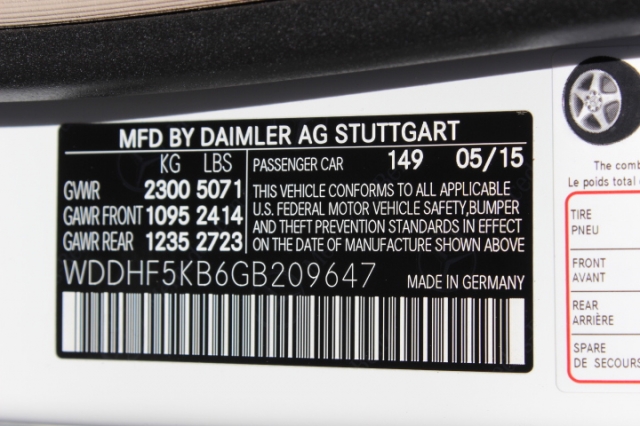 MFD BY DAIMLER AG STUTTGART
KG LBS
GVWR 2300 5071
GAWR FRONT 1095 2414
GAWR REAR 1235 2723
PASSENGER CAR 149 05/15
THIS VEHICLE CONFORMS TO ALL APPLICABLE
U.S. FEDERAL MOTOR VEHICLE SAFETY,BUMPER
AND THEFT PREVENTION STANDARDS IN EFFECT
ON THE DATE OF MANUFACTURE SHOWN ABOVE
WDDHF5KB6GB209647
MADE IN GERMANY
The comb
Le poids total
TIRE
PNEU
FRONT
AVANT
REAR
ARRIÈRE
SPARE
DE SECOURS